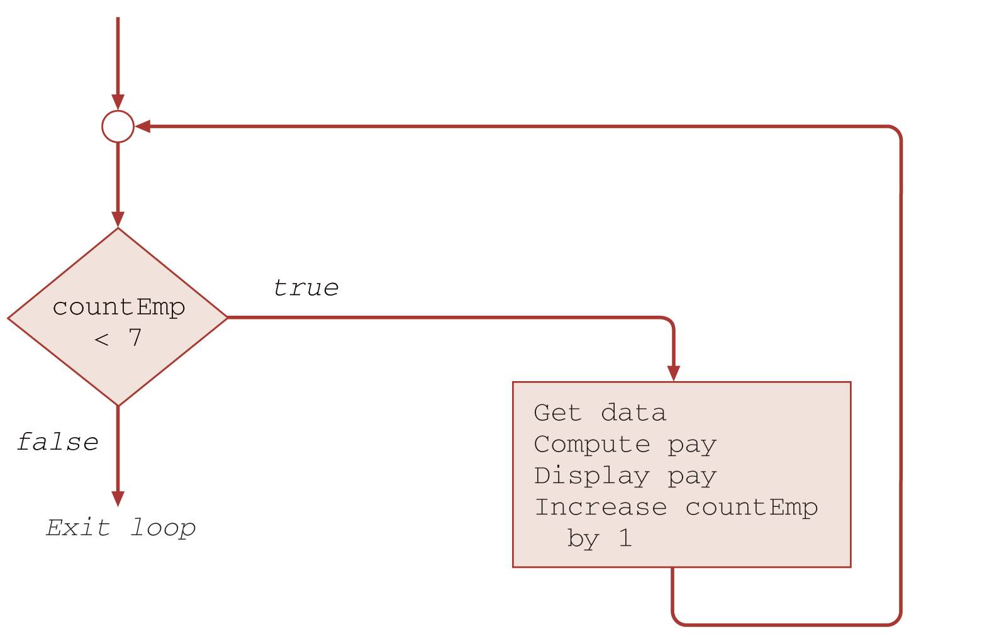 true
countEmp
< 7
Get data
Compute pay
Display pay
Increase countEmp
by 1
false
Exit loop